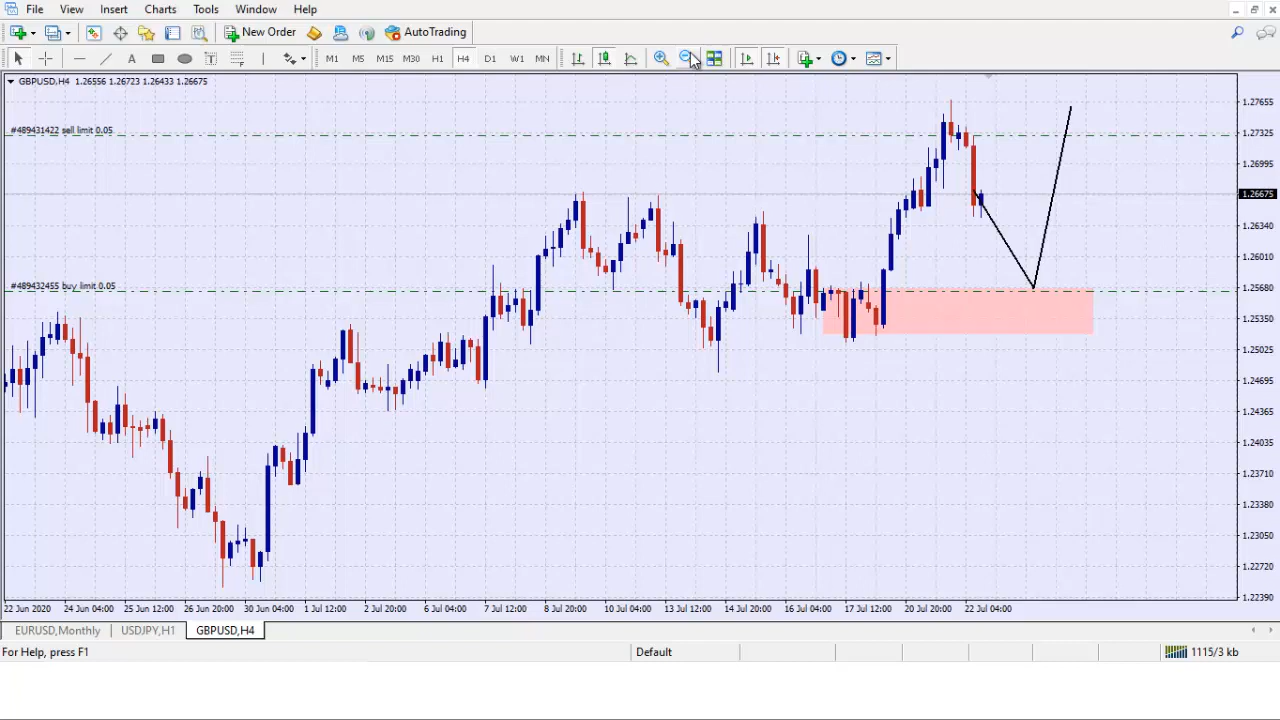 File View Insert Charts Tools Window Help
New Order AutoTrading
A T M1 M5 M15 M30 H1 H4 D1 W1 MN
GBPUSD,H4 1.26556 1.26723 1.26433 1.26675
1.27765
#489431422 sell limit 0.05
1.27325
1.26995
1.26675
1.26340
1.26010
#489432455 buy limit 0.05
1.25680
1.25350
1.25025
1.24695
1.24365
1.24035
1.23710
1.23380
1.23050
1.22720
1.22390
22 Jun 2020 24 Jun 04:00 25 Jun 12:00 26 Jun 20:00 30 Jun 04:00 1 Jul 12:00 2 Jul 20:00 6 Jul 04:00 7 Jul 12:00 8 Jul 20:00 10 Jul 04:00 13 Jul 12:00 14 Jul 20:00 16 Jul 04:00 17 Jul 12:00 20 Jul 20:00 22 Jul 04:00
EURUSD,Monthly USDJPY,H1 GBPUSD,H4
For Help, press F1 Default 1115/3 kb